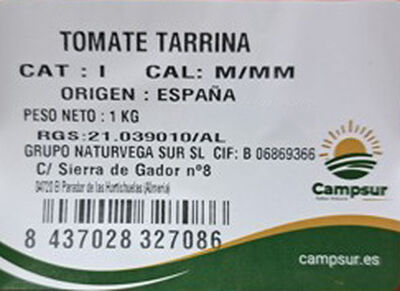 TOMATE TARRINA
CAT : I CAL: M/MM
ORIGEN : ESPAÑA
PESO NETO : 1 KG
RGS:21.039010/AL
GRUPO NATURVEGA SUR SL CIF: B 06869366
C/ Sierra de Gador nº8
04720 El Parador de las Hortichuelas (Almería)
Campsur
8 437028 327086
campsur.es